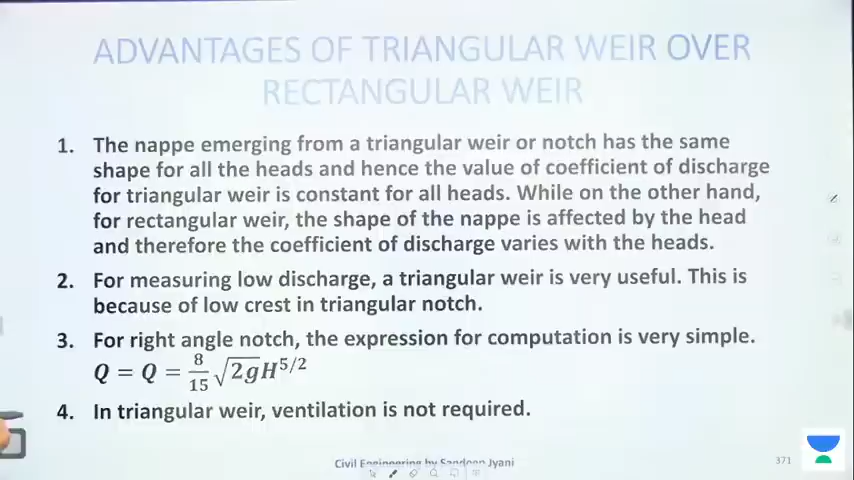 ADVANTAGES OF TRIANGULAR WEIR OVER
RECTANGULAR WEIR
1. The nappe emerging from a triangular weir or notch has the same
shape for all the heads and hence the value of coefficient of discharge
for triangular weir is constant for all heads. While on the other hand,
for rectangular weir, the shape of the nappe is affected by the head
and therefore the coefficient of discharge varies with the heads.
2. For measuring low discharge, a triangular weir is very useful. This is
because of low crest in triangular notch.
3. For right angle notch, the expression for computation is very simple.
Q = Q = 8/15 √2g H^5/2
4. In triangular weir, ventilation is not required.
Civil Engineering by Sandeep Jyani
371